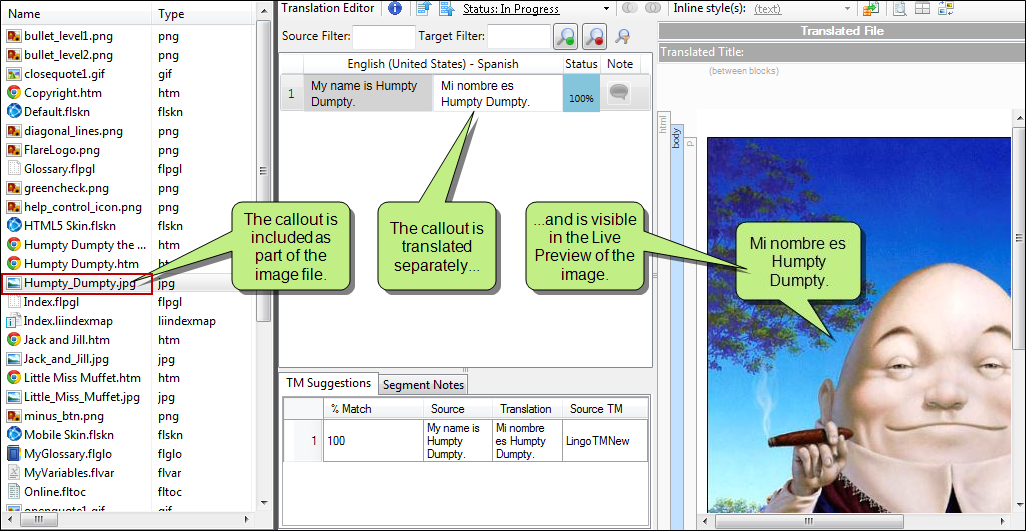 Name Type
bullet_level1.png png
bullet_level2.png png
closequote1.gif gif
Copyright.htm htm
Default.flskn flskn
diagonal_lines.png png
FlareLogo.png png
Glossary.flpgl flpgl
greencheck.png png
help_control_icon.png png
HTML5 Skin.flskn flskn
Humpty Dumpty the ... htm
Humpty Dumpty.htm
Humpty_Dumpty.jpg jpg
Index.flpgl flpgl
Index.liindexmap liindexmap
Jack and Jill.htm htm
Jack_and_Jill.jpg jpg
Little Miss Muffet.htm htm
Little_Miss_Muffet.jpg jpg
minus_btn.png png
Mobile Skin.flskn flskn
MyGlossary.flglo flglo
MyVariables.flvar flvar
Online.fltoc fltoc
openquote1.gif gif
The callout is
included as
part of the
image file.
Translation Editor Status: In Progress Inline style(s): (text)
Source Filter: Target Filter:
English (United States) - Spanish Status Note
1 My name is Humpty Mi nombre es
Dumpty. Humpty Dumpty. 100%
The callout is
translated
separately...
...and is visible
in the Live
Preview of the
image.
TM Suggestions Segment Notes
% Match Source Translation Source TM
1 100 My name is Mi nombre LingoTMNew
Humpty es Humpty
Dumpty. Dumpty.
Translated File
Translated Title:
(between blocks)
html
body
p
Mi nombre es
Humpty
Dumpty.